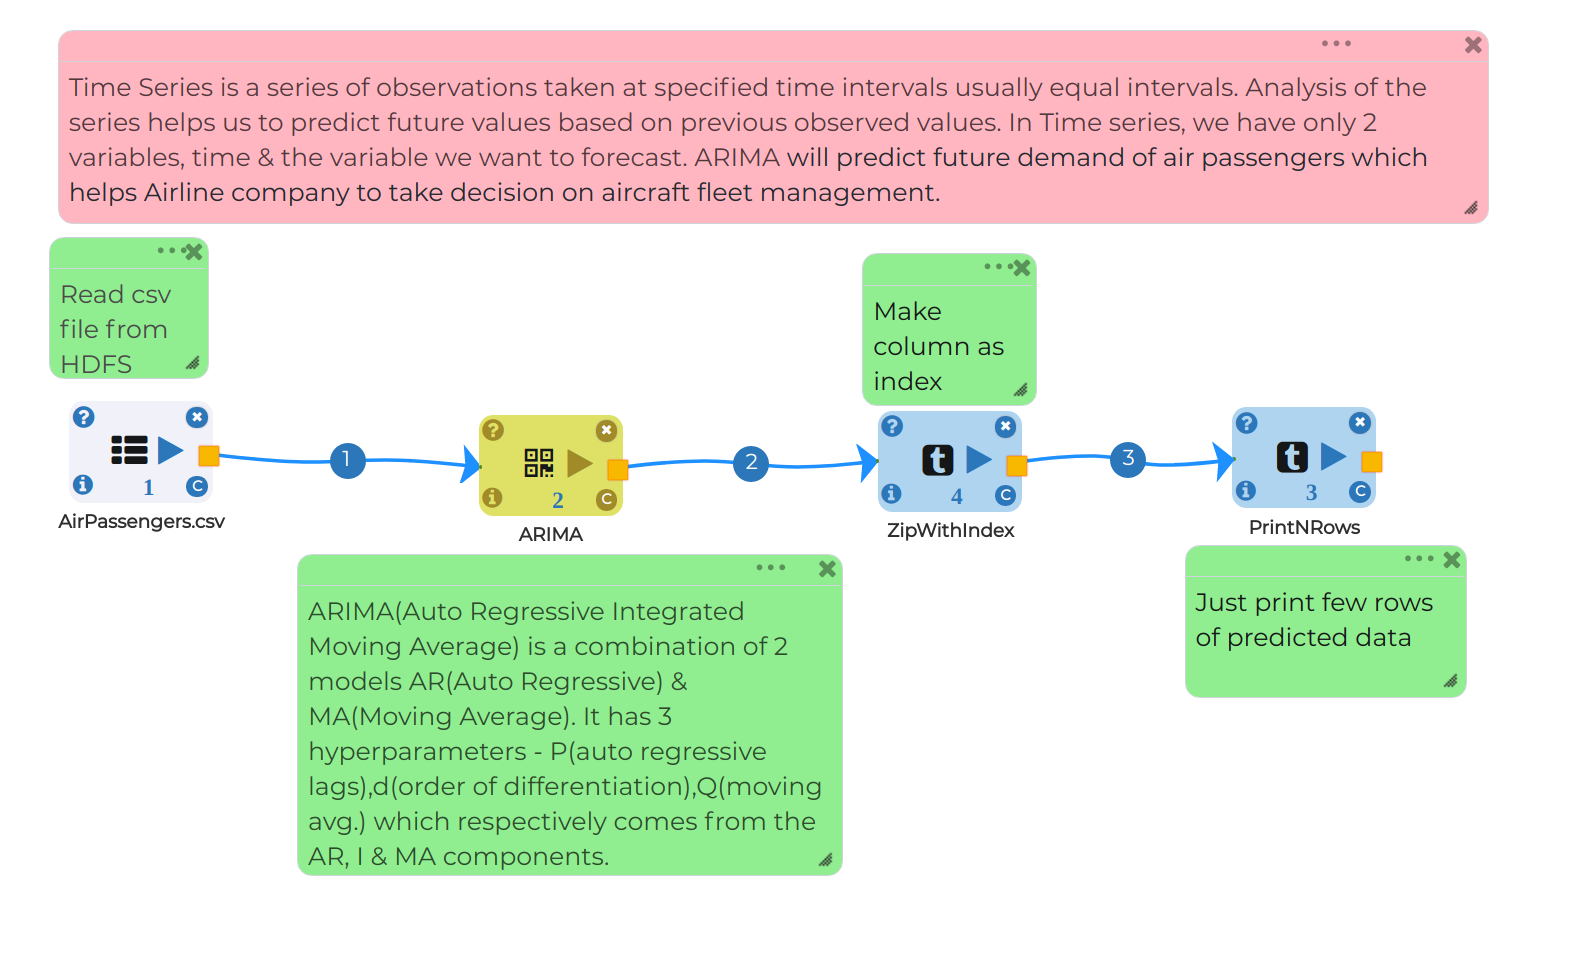 Time Series is a series of observations taken at specified time intervals usually equal intervals. Analysis of the
series helps us to predict future values based on previous observed values. In Time series, we have only 2
variables, time & the variable we want to forecast. ARIMA will predict future demand of air passengers which
helps Airline company to take decision on aircraft fleet management.
Read csv
file from
HDFS
Make
column as
index
1
AirPassengers.csv
1
2
ARIMA
2
4
ZipWithIndex
3
3
PrintNRows
ARIMA(Auto Regressive Integrated
Moving Average) is a combination of 2
models AR(Auto Regressive) &
MA(Moving Average). It has 3
hyperparameters - P(auto regressive
lags),d(order of differentiation),Q(moving
avg.) which respectively comes from the
AR, I & MA components.
Just print few rows
of predicted data